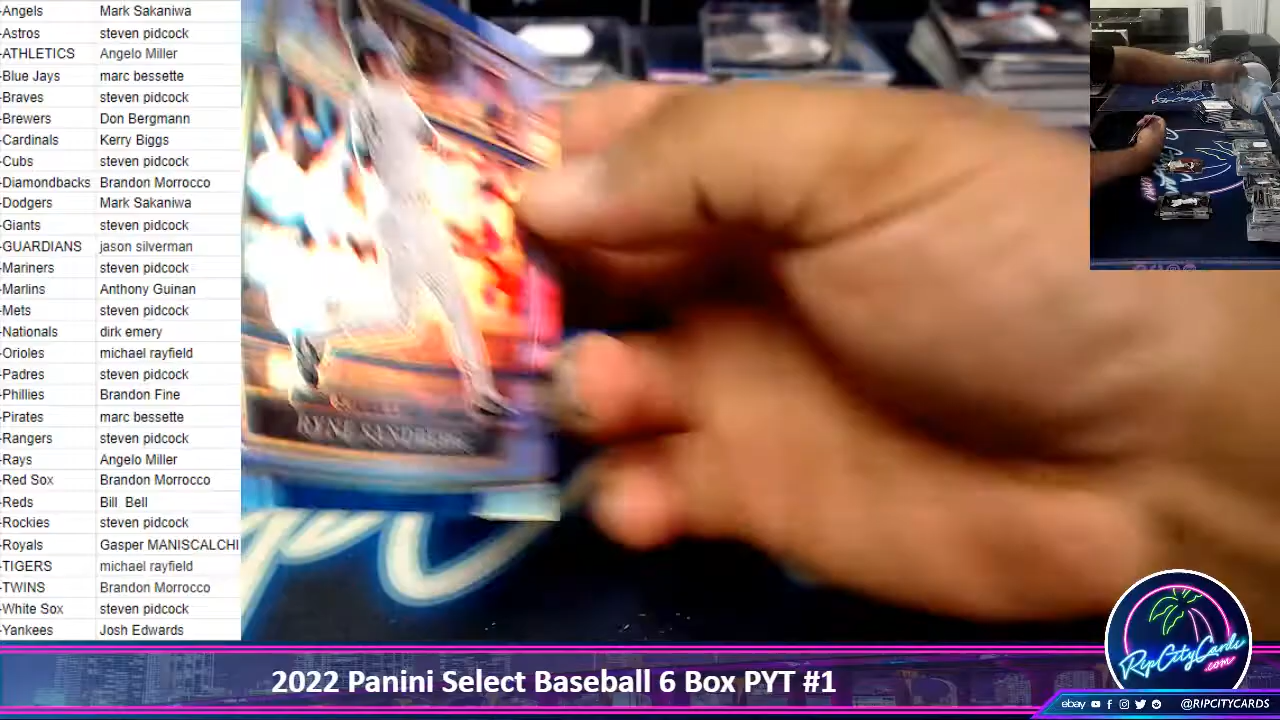 -Angels Mark Sakaniwa
-Astros steven pidcock
-ATHLETICS Angelo Miller
-Blue Jays marc bessette
-Braves steven pidcock
-Brewers Don Bergmann
-Cardinals Kerry Biggs
-Cubs steven pidcock
-Diamondbacks Brandon Morrocco
-Dodgers Mark Sakaniwa
-Giants steven pidcock
-GUARDIANS jason silverman
-Mariners steven pidcock
-Marlins Anthony Guinan
-Mets steven pidcock
-Nationals dirk emery
-Orioles michael rayfield
-Padres steven pidcock
-Phillies Brandon Fine
-Pirates marc bessette
-Rangers steven pidcock
-Rays Angelo Miller
-Red Sox Brandon Morrocco
-Reds Bill Bell
-Rockies steven pidcock
-Royals Gasper MANISCALCHI
-TIGERS michael rayfield
-TWINS Brandon Morrocco
-White Sox steven pidcock
-Yankees Josh Edwards
RYNE SANDBERG
RipCityCards
.com
2022 Panini Select Baseball 6 Box PYT #1
ebay @RIPCITYCARDS